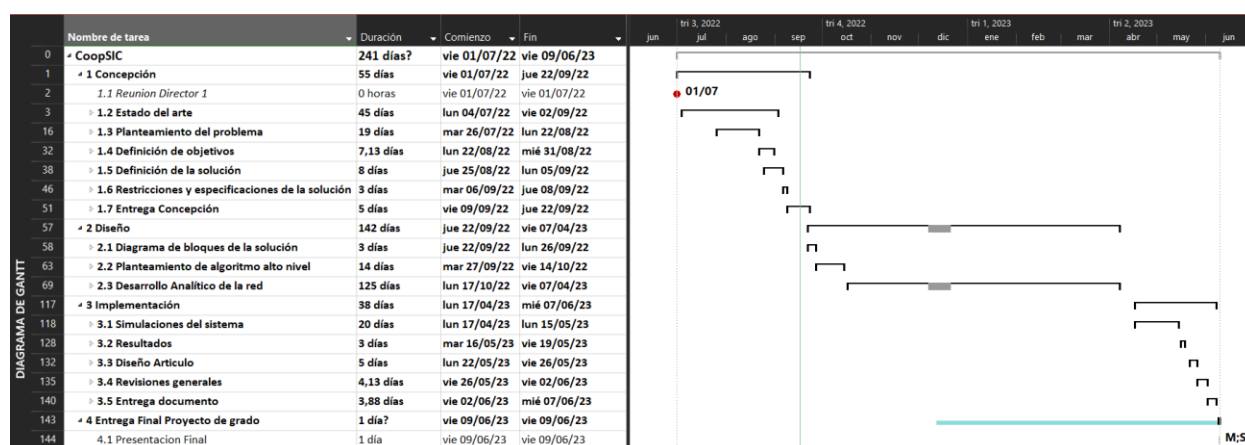 tri 3, 2022 tri 4, 2022 tri 1, 2023 tri 2, 2023
Nombre de tarea Duración Comienzo Fin jun jul ago sep oct nov dic ene feb mar abr may jun
0 CoopSIC 241 días? vie 01/07/22 vie 09/06/23
1 1 Concepción 55 días vie 01/07/22 jue 22/09/22
2 1.1 Reunion Director 1 0 horas vie 01/07/22 vie 01/07/22 01/07
3 1.2 Estado del arte 45 días lun 04/07/22 vie 02/09/22
16 1.3 Planteamiento del problema 19 días mar 26/07/22 lun 22/08/22
32 1.4 Definición de objetivos 7,13 días lun 22/08/22 mié 31/08/22
38 1.5 Definición de la solución 8 días jue 25/08/22 lun 05/09/22
46 1.6 Restricciones y especificaciones de la solución 3 días mar 06/09/22 jue 08/09/22
51 1.7 Entrega Concepción 5 días vie 09/09/22 jue 22/09/22
57 2 Diseño 142 días jue 22/09/22 vie 07/04/23
58 2.1 Diagrama de bloques de la solución 3 días jue 22/09/22 lun 26/09/22
63 2.2 Planteamiento de algoritmo alto nivel 14 días mar 27/09/22 vie 14/10/22
69 2.3 Desarrollo Analítico de la red 125 días lun 17/10/22 vie 07/04/23
117 3 Implementación 38 días lun 17/04/23 mié 07/06/23
118 3.1 Simulaciones del sistema 20 días lun 17/04/23 lun 15/05/23
128 3.2 Resultados 3 días mar 16/05/23 vie 19/05/23
132 3.3 Diseño Articulo 5 días lun 22/05/23 vie 26/05/23
135 3.4 Revisiones generales 4,13 días vie 26/05/23 vie 02/06/23
140 3.5 Entrega documento 3,88 días vie 02/06/23 mié 07/06/23
143 4 Entrega Final Proyecto de grado 1 día? vie 09/06/23 vie 09/06/23
144 4.1 Presentacion Final 1 día vie 09/06/23 vie 09/06/23 M:S
DIAGRAMA DE GANTT